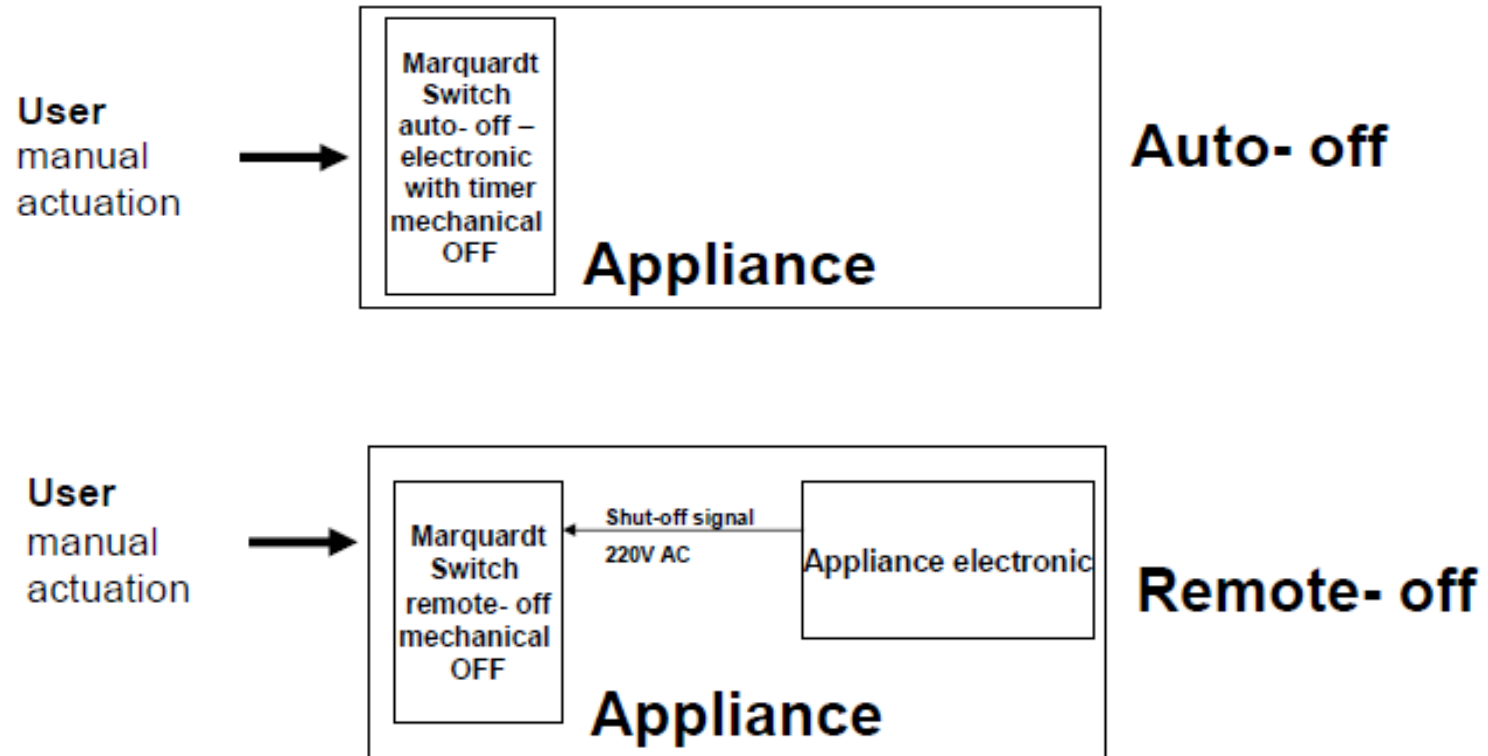 User
manual
actuation
Marquardt
Switch
auto- off –
electronic
with timer
mechanical
OFF
Appliance
Auto- off
User
manual
actuation
Marquardt
Switch
remote- off
mechanical
OFF
Shut-off signal
220V AC
Appliance electronic
Appliance
Remote- off